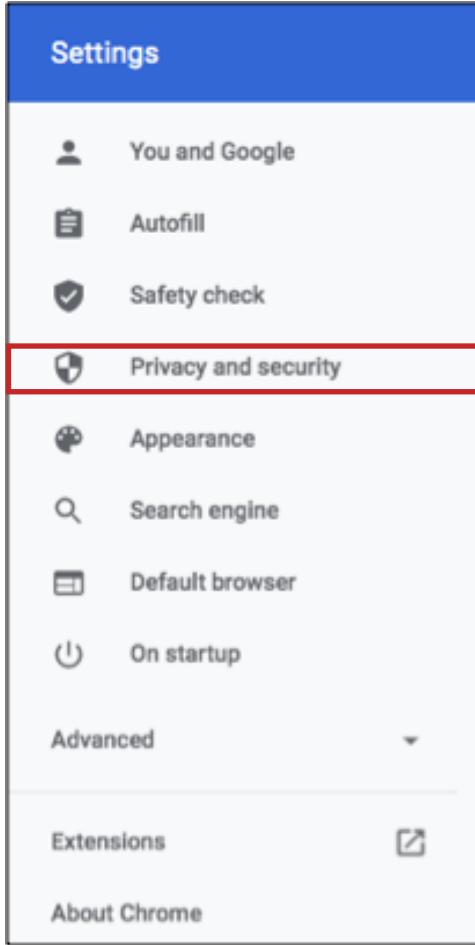 Settings
You and Google
Autofill
Safety check
Privacy and security
Appearance
Search engine
Default browser
On startup
Advanced
Extensions
About Chrome